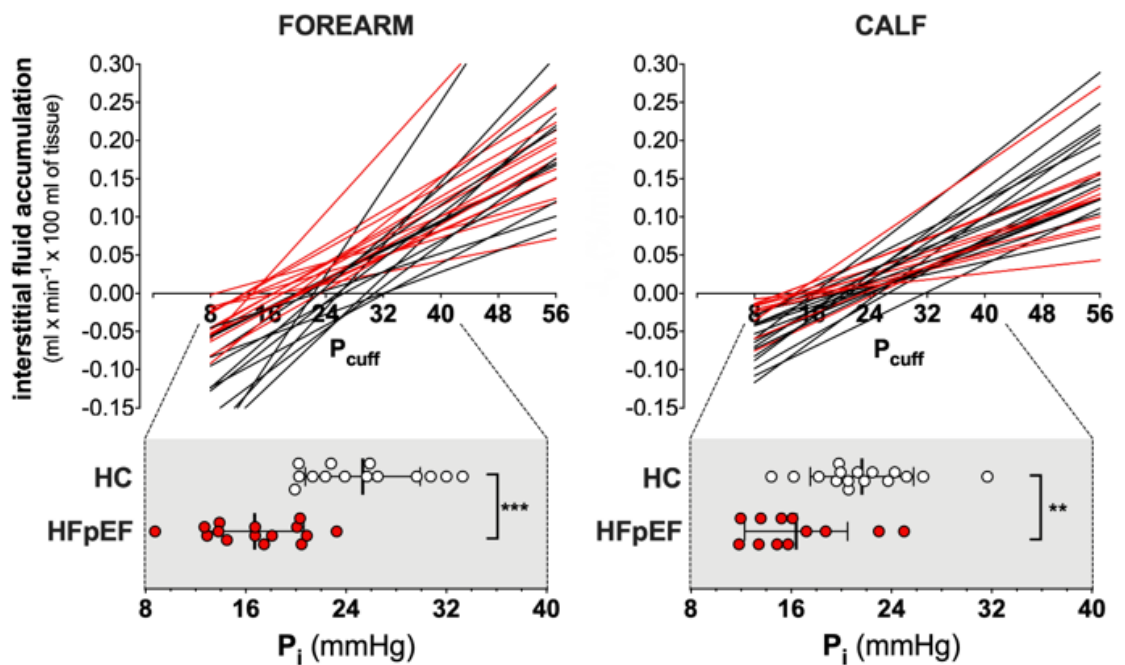 FOREARM
interstitial fluid accumulation
(ml x min⁻¹ x 100 ml of tissue)
0.30
0.25
0.20
0.15
0.10
0.05
0.00
-0.05
-0.10
-0.15
8 16 24 32 40 48 56
Pcuff
HC
HFpEF
***
8 16 24 32 40
Pi (mmHg)
CALF
0.30
0.25
0.20
0.15
0.10
0.05
0.00
-0.05
-0.10
-0.15
8 16 24 32 40 48 56
Pcuff
HC
HFpEF
**
8 16 24 32 40
Pi (mmHg)